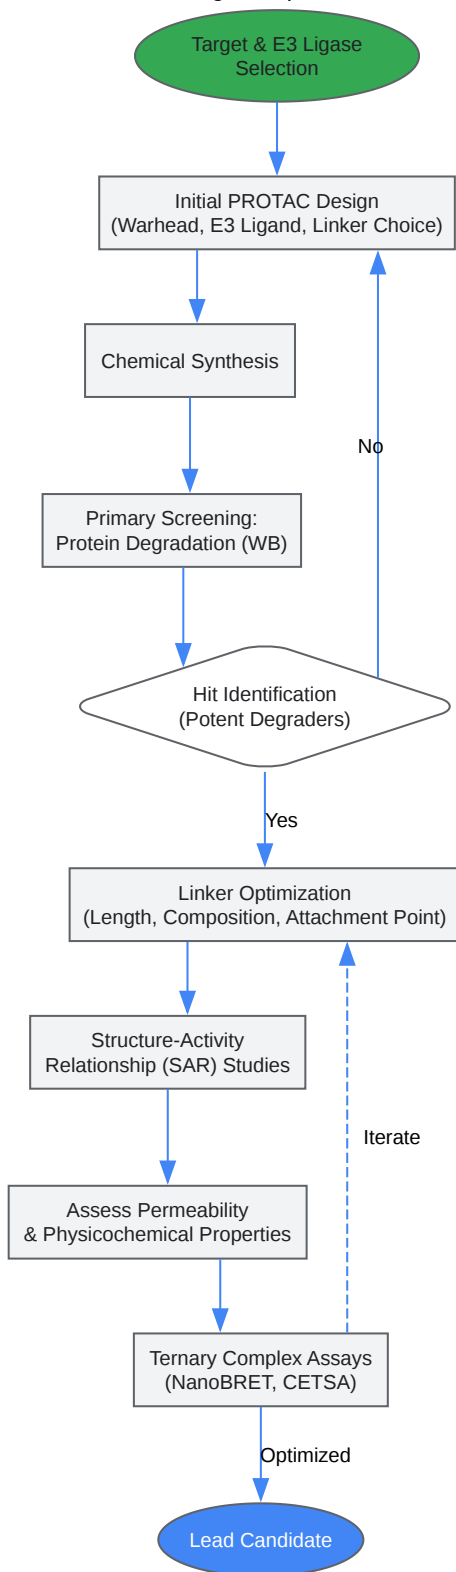 Target & E3 Ligase
Selection
Initial PROTAC Design
(Warhead, E3 Ligand, Linker Choice)
Chemical Synthesis
No
Primary Screening:
Protein Degradation (WB)
Hit Identification
(Potent Degraders)
Yes
Linker Optimization
(Length, Composition, Attachment Point)
Structure-Activity
Relationship (SAR) Studies
Iterate
Assess Permeability
& Physicochemical Properties
Ternary Complex Assays
(NanoBRET, CETSA)
Optimized
Lead Candidate